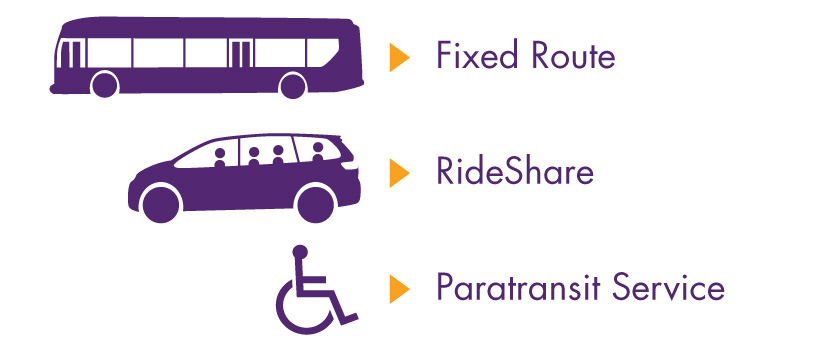 Fixed Route
RideShare
Paratransit Service